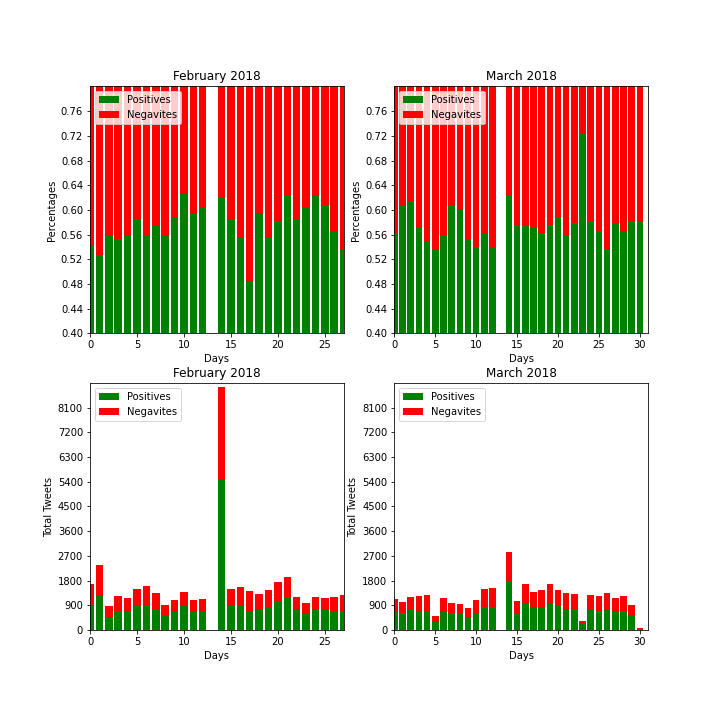 February 2018
Percentages
0.76
0.72
0.68
0.64
0.60
0.56
0.52
0.48
0.44
0.40
Positives
Negavites
0 5 10 15 20 25
Days
March 2018
Percentages
0.76
0.72
0.68
0.64
0.60
0.56
0.52
0.48
0.44
0.40
Positives
Negavites
0 5 10 15 20 25 30
Days
February 2018
Total Tweets
8100
7200
6300
5400
4500
3600
2700
1800
900
0
Positives
Negavites
0 5 10 15 20 25
Days
March 2018
Total Tweets
8100
7200
6300
5400
4500
3600
2700
1800
900
0
Positives
Negavites
0 5 10 15 20 25 30
Days